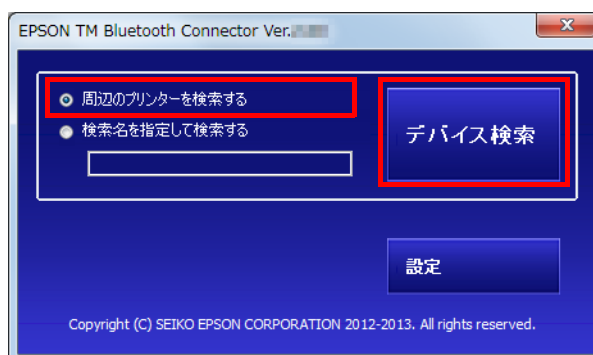 EPSON TM Bluetooth Connector Ver.
周辺のプリンターを検索する
検索名を指定して検索する
デバイス検索
設定
Copyright (C) SEIKO EPSON CORPORATION 2012-2013. All rights reserved.